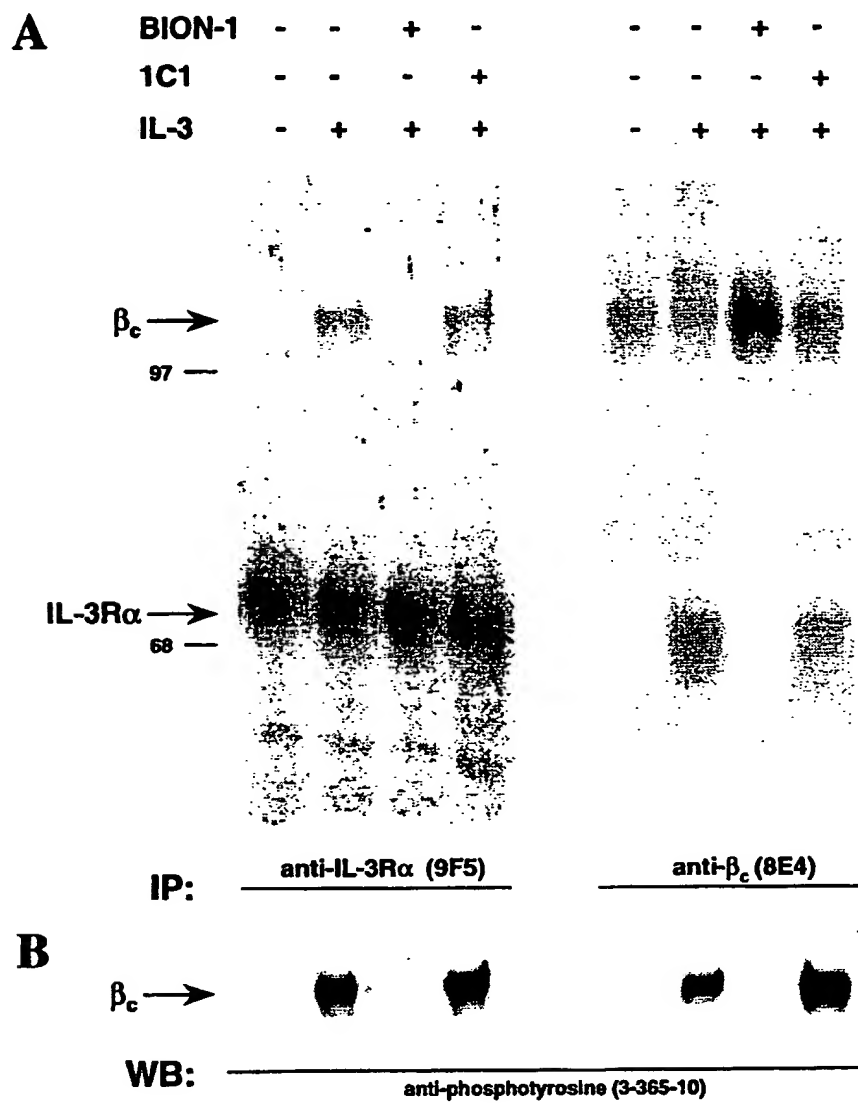 A
BION-1 - - + - - - + -
1C1 - - - + - - - +
IL-3 - + + + - + + +
βc
97
IL-3Rα
68
IP: anti-IL-3Rα (9F5) anti-βc (8E4)
B
βc
WB: anti-phosphotyrosine (3-365-10)